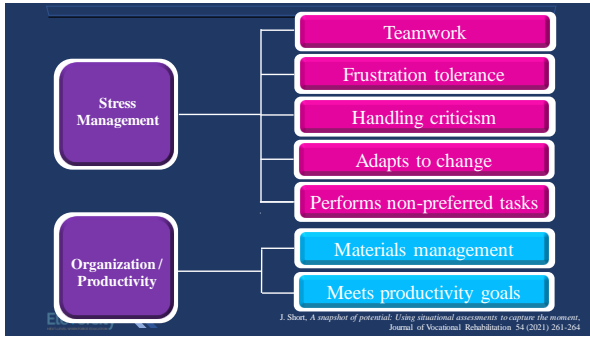 Stress
Management
Teamwork
Frustration tolerance
Handling criticism
Adapts to change
Performs non-preferred tasks
Organization /
Productivity
Materials management
Meets productivity goals
J. Short, A snapshot of potential: Using situational assessments to capture the moment,
Journal of Vocational Rehabilitation 54 (2021) 261-264